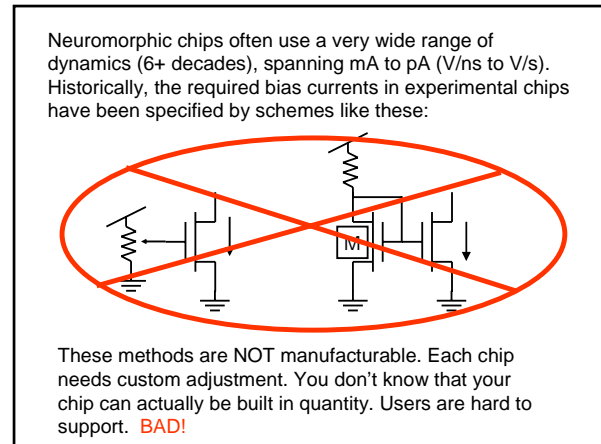 Neuromorphic chips often use a very wide range of
dynamics (6+ decades), spanning mA to pA (V/ns to V/s).
Historically, the required bias currents in experimental chips
have been specified by schemes like these:
M
These methods are NOT manufacturable. Each chip
needs custom adjustment. You don't know that your
chip can actually be built in quantity. Users are hard to
support. BAD!